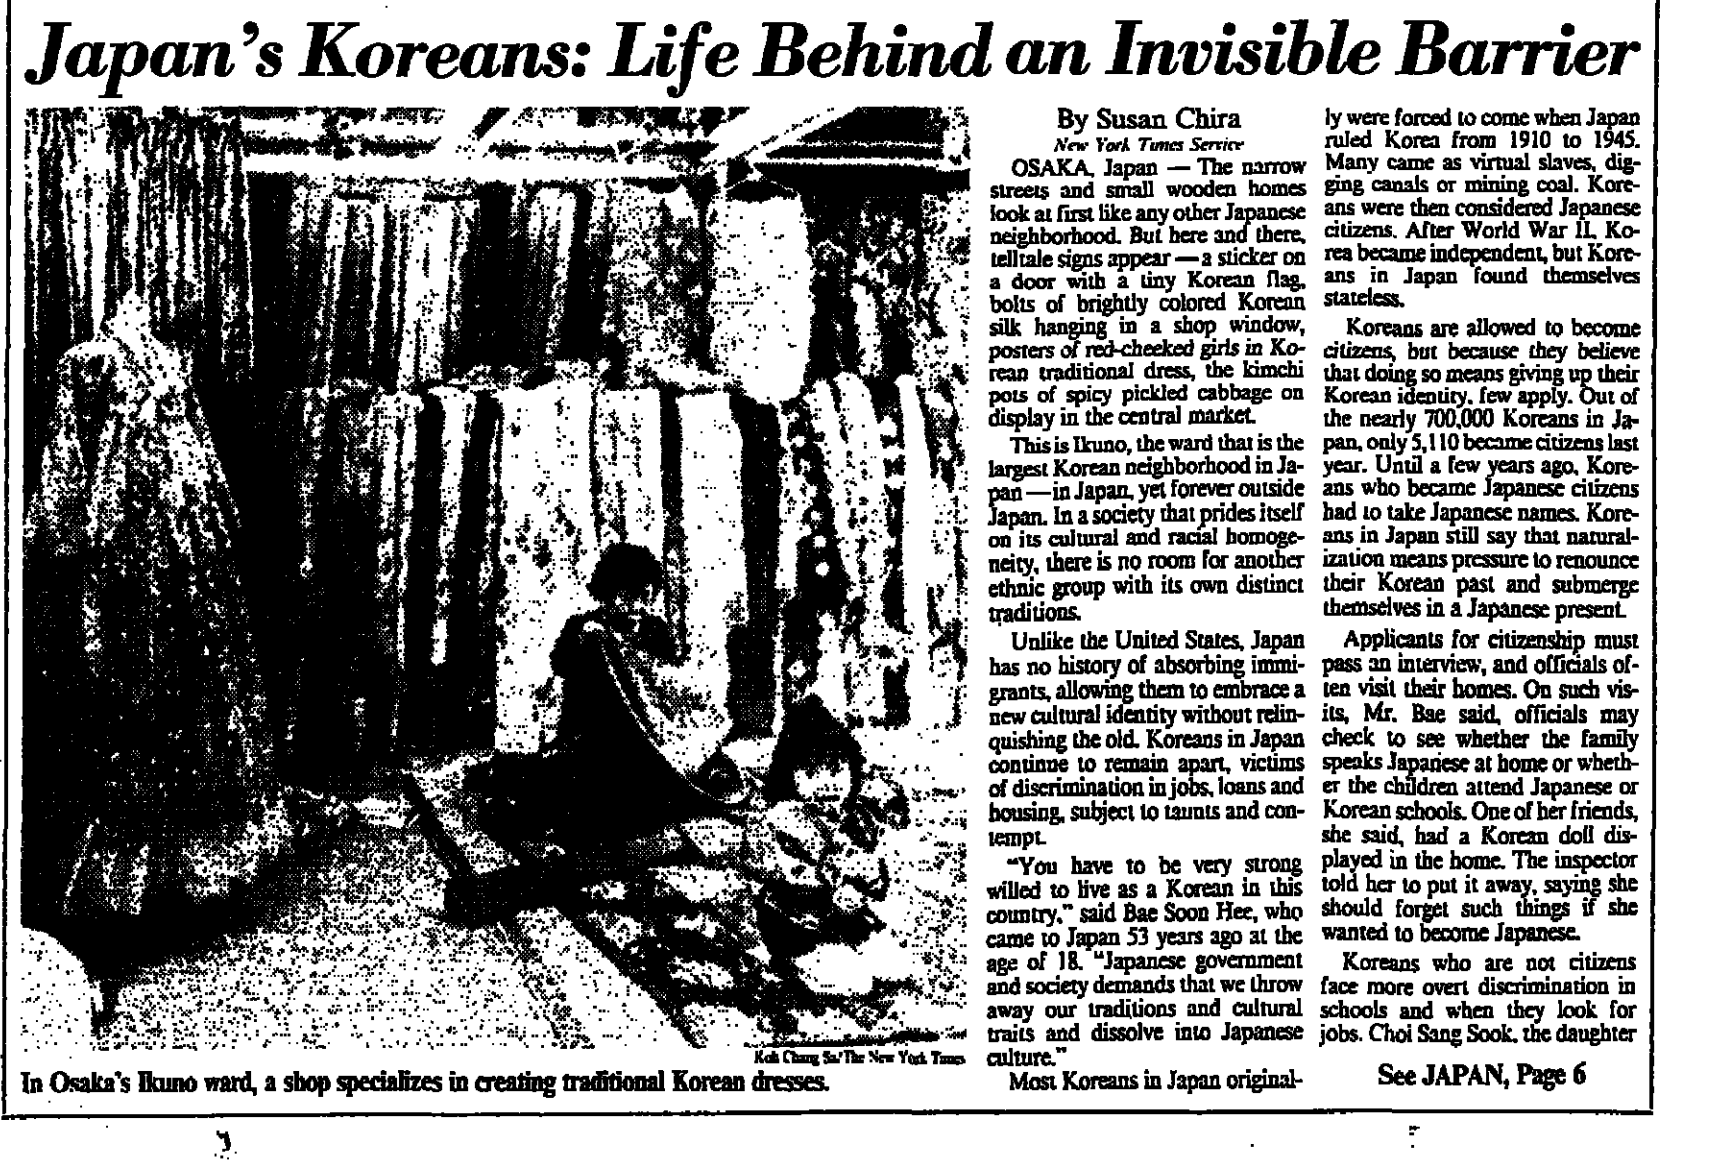 Japan's Koreans: Life Behind an Invisible Barrier
By Susan Chira
New York Times Service
OSAKA, Japan — The narrow
streets and small wooden homes
look at first like any other Japanese
neighborhood. But here and there,
telltale signs appear — a sticker on
a door with a tiny Korean flag,
bolts of brightly colored Korean
silk hanging in a shop window,
posters of red-cheeked girls in Ko-
rean traditional dress, the kimchi
pots of spicy pickled cabbage on
display in the central market.
This is Ikuno, the ward that is the
largest Korean neighborhood in Ja-
pan — in Japan, yet forever outside
Japan. In a society that prides itself
on its cultural and racial homoge-
neity, there is no room for another
ethnic group with its own distinct
traditions.
Unlike the United States, Japan
has no history of absorbing immi-
grants, allowing them to embrace a
new cultural identity without relin-
quishing the old. Koreans in Japan
continue to remain apart, victims
of discrimination in jobs, loans and
housing, subject to taunts and con-
tempt.
"You have to be very strong
willed to live as a Korean in this
country," said Bae Soon Hee, who
came to Japan 53 years ago at the
age of 18. "Japanese government
and society demands that we throw
away our traditions and cultural
traits and dissolve into Japanese
culture."
Most Koreans in Japan original-
ly were forced to come when Japan
ruled Korea from 1910 to 1945.
Many came as virtual slaves, dig-
ging canals or mining coal. Kore-
ans were then considered Japanese
citizens. After World War II, Ko-
rea became independent, but Kore-
ans in Japan found themselves
stateless.
Koreans are allowed to become
citizens, but because they believe
that doing so means giving up their
Korean identity, few apply. Out of
the nearly 700,000 Koreans in Ja-
pan, only 5,110 became citizens last
year. Until a few years ago, Kore-
ans who became Japanese citizens
had to take Japanese names. Kore-
ans in Japan still say that natural-
ization means pressure to renounce
their Korean past and submerge
themselves in a Japanese present.
Applicants for citizenship must
pass an interview, and officials of-
ten visit their homes. On such vis-
its, Mr. Bae said, officials may
check to see whether the family
speaks Japanese at home or wheth-
er the children attend Japanese or
Korean schools. One of her friends,
she said, had a Korean doll dis-
played in the home. The inspector
told her to put it away, saying she
should forget such things if she
wanted to become Japanese.
Koreans who are not citizens
face more overt discrimination in
schools and when they look for
jobs. Choi Sang Sook, the daughter
See JAPAN, Page 6
Koh Chang Sa/The New York Times
In Osaka's Ikuno ward, a shop specializes in creating traditional Korean dresses.